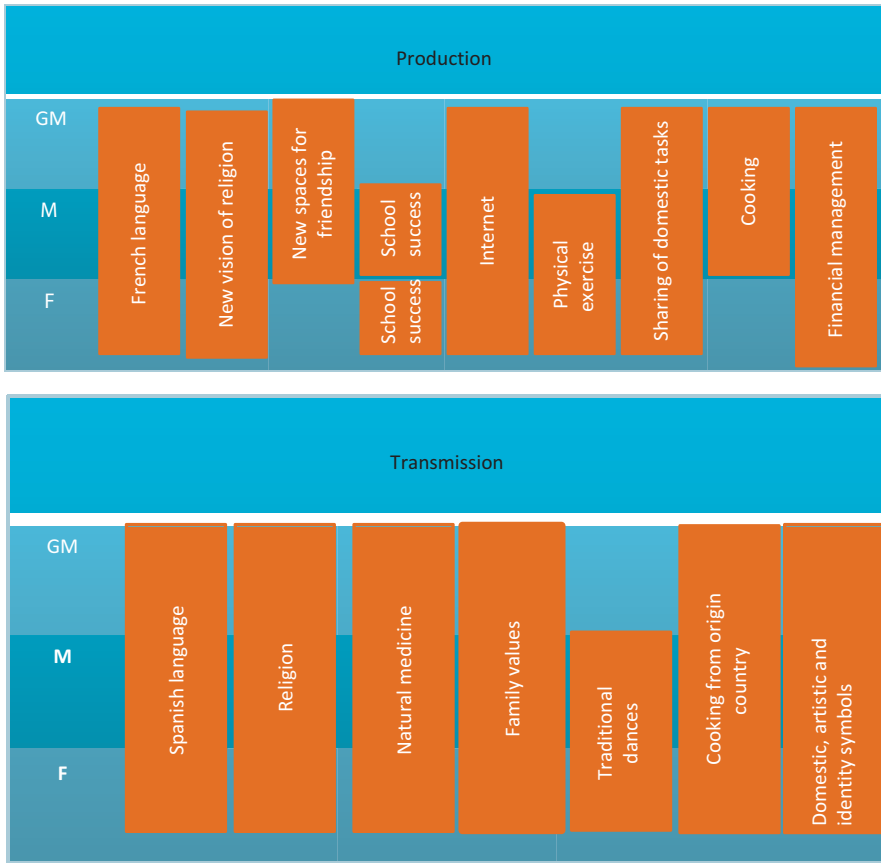 Production
GM
M
F
French language
New vision of religion
New spaces for
friendship
School
success
School
success
Internet
Physical
exercise
Sharing of domestic tasks
Cooking
Financial management
Transmission
GM
M
F
Spanish language
Religion
Natural medicine
Family values
Traditional
dances
Cooking from origin
country
Domestic, artistic and
identity symbols